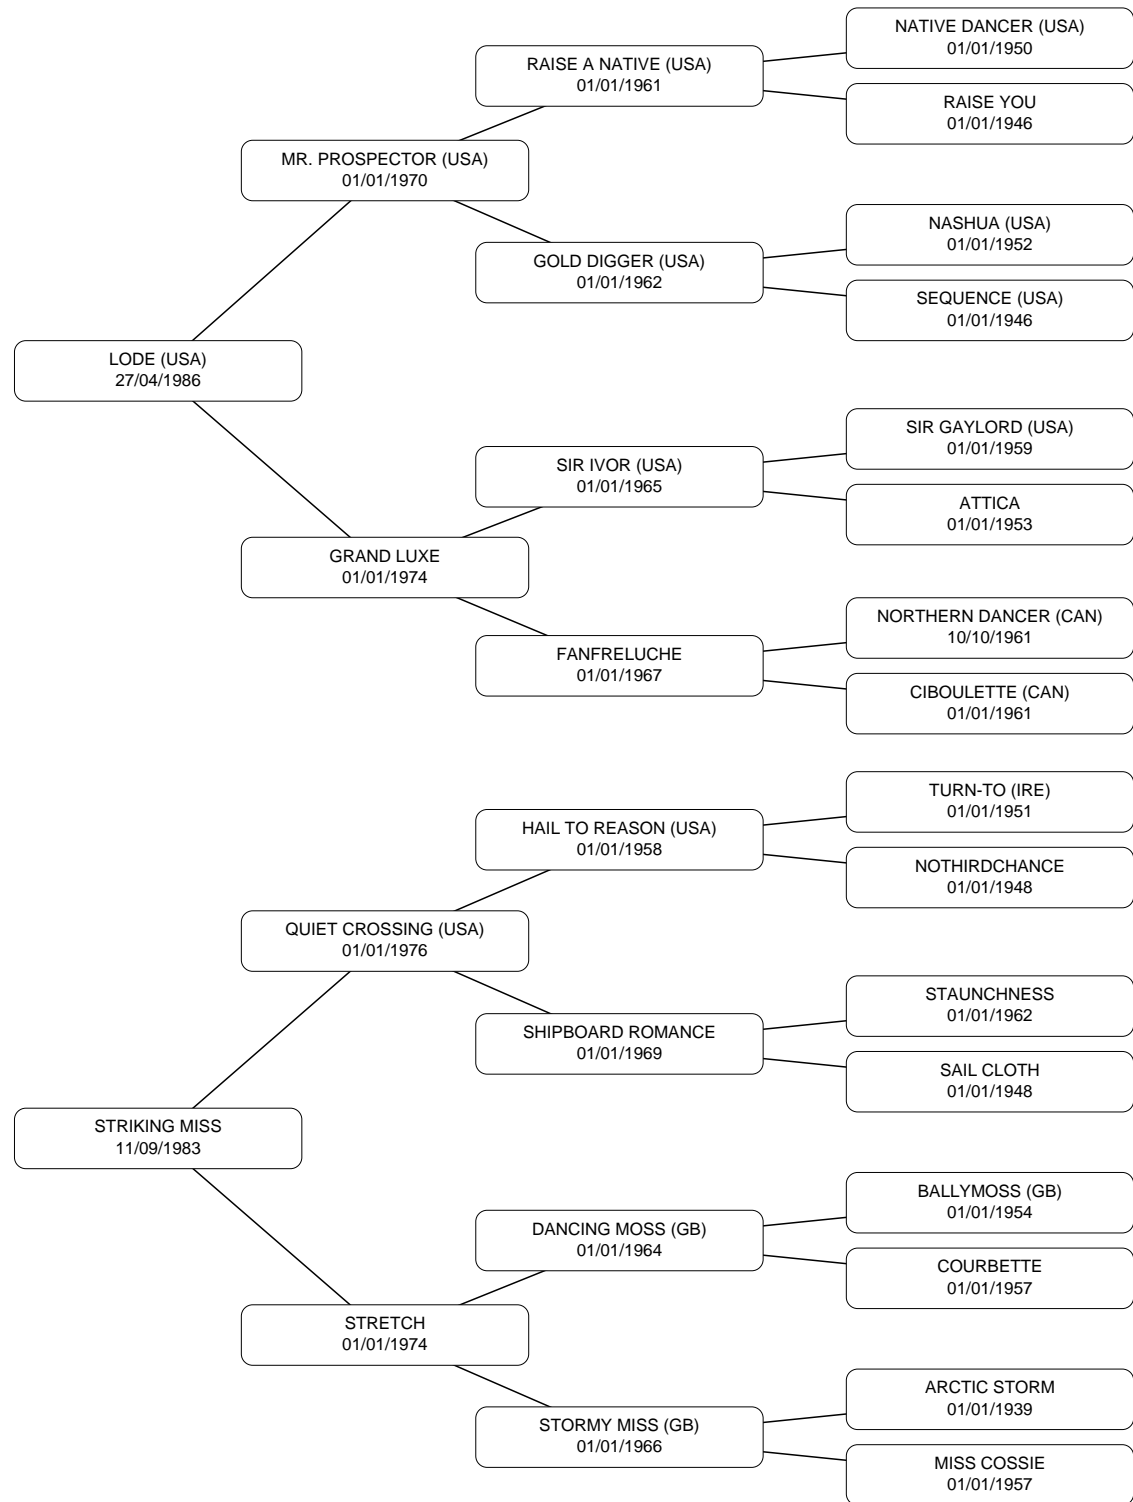 NATIVE DANCER (USA)
01/01/1950
RAISE A NATIVE (USA)
01/01/1961
RAISE YOU
01/01/1946
MR. PROSPECTOR (USA)
01/01/1970
NASHUA (USA)
01/01/1952
GOLD DIGGER (USA)
01/01/1962
SEQUENCE (USA)
01/01/1946
LODE (USA)
27/04/1986
SIR GAYLORD (USA)
01/01/1959
SIR IVOR (USA)
01/01/1965
ATTICA
01/01/1953
GRAND LUXE
01/01/1974
NORTHERN DANCER (CAN)
10/10/1961
FANFRELUCHE
01/01/1967
CIBOULETTE (CAN)
01/01/1961
TURN-TO (IRE)
01/01/1951
HAIL TO REASON (USA)
01/01/1958
NOTHIRDCHANCE
01/01/1948
QUIET CROSSING (USA)
01/01/1976
STAUNCHNESS
01/01/1962
SHIPBOARD ROMANCE
01/01/1969
SAIL CLOTH
01/01/1948
STRIKING MISS
11/09/1983
BALLYMOSS (GB)
01/01/1954
DANCING MOSS (GB)
01/01/1964
COURBETTE
01/01/1957
STRETCH
01/01/1974
ARCTIC STORM
01/01/1939
STORMY MISS (GB)
01/01/1966
MISS COSSIE
01/01/1957